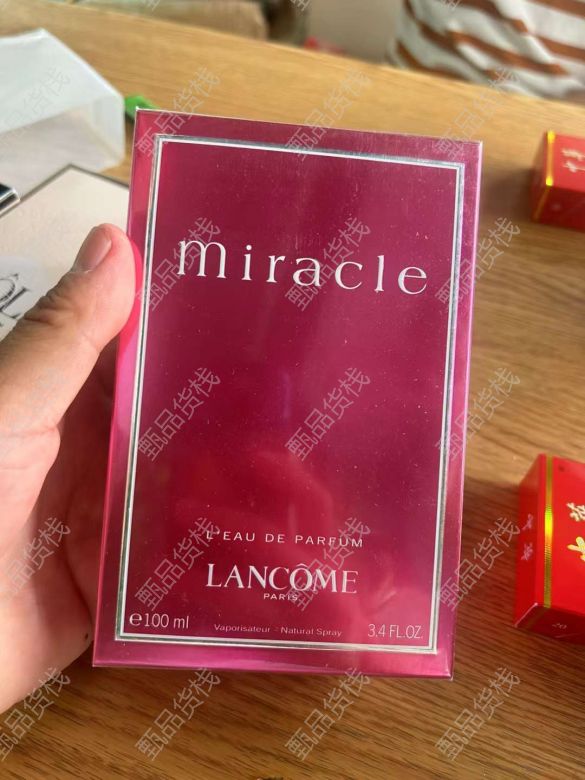 miracle
L'EAU DE PARFUM
LANCÔME
PARIS
e100 ml
Vaporisateur - Natural Spray
3.4 FL.OZ.
甄品货栈
20